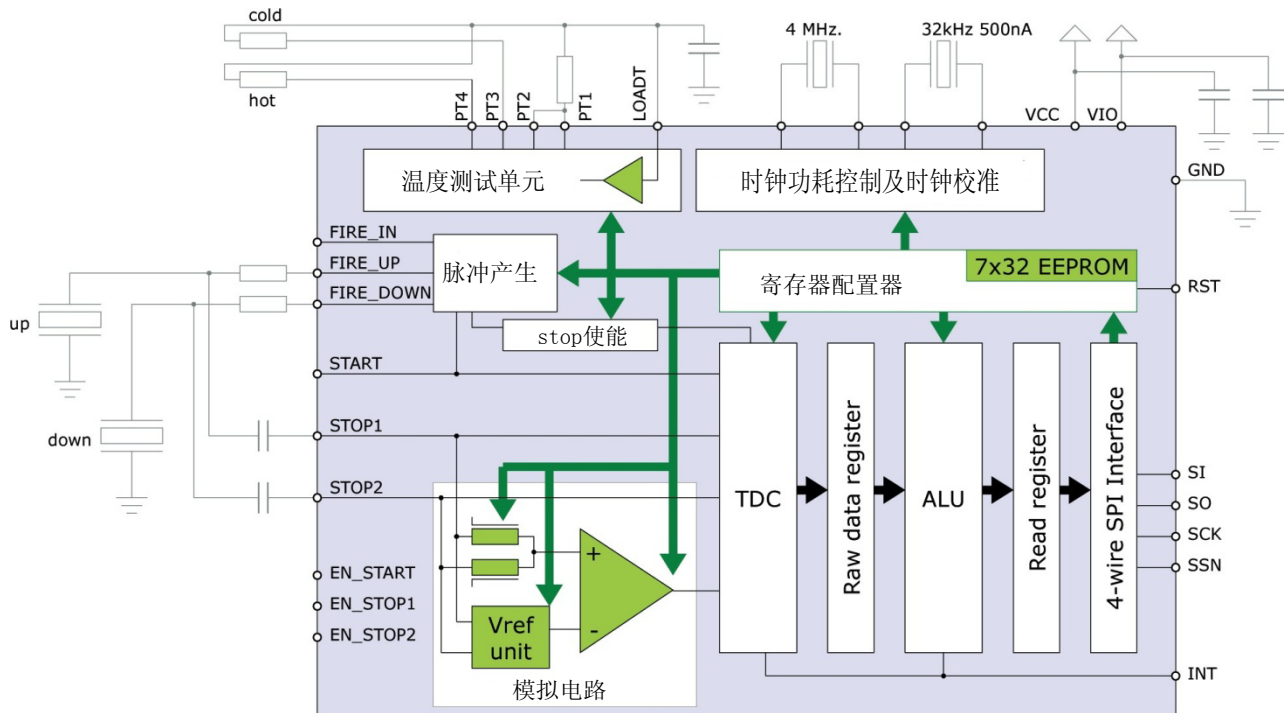 cold
4 MHz.
32kHz 500nA
hot
PT4
PT3
PT2
PT1
LOADT
VCC
VIO
温度测试单元
时钟功耗控制及时钟校准
GND
FIRE_IN
FIRE_UP
FIRE_DOWN
脉冲产生
寄存器配置器
7x32 EEPROM
RST
up
stop使能
START
STOP1
down
STOP2
TDC
Raw data register
ALU
Read register
4-wire SPI Interface
SI
SO
SCK
SSN
+
-
EN_START
EN_STOP1
EN_STOP2
Vref
unit
模拟电路
INT